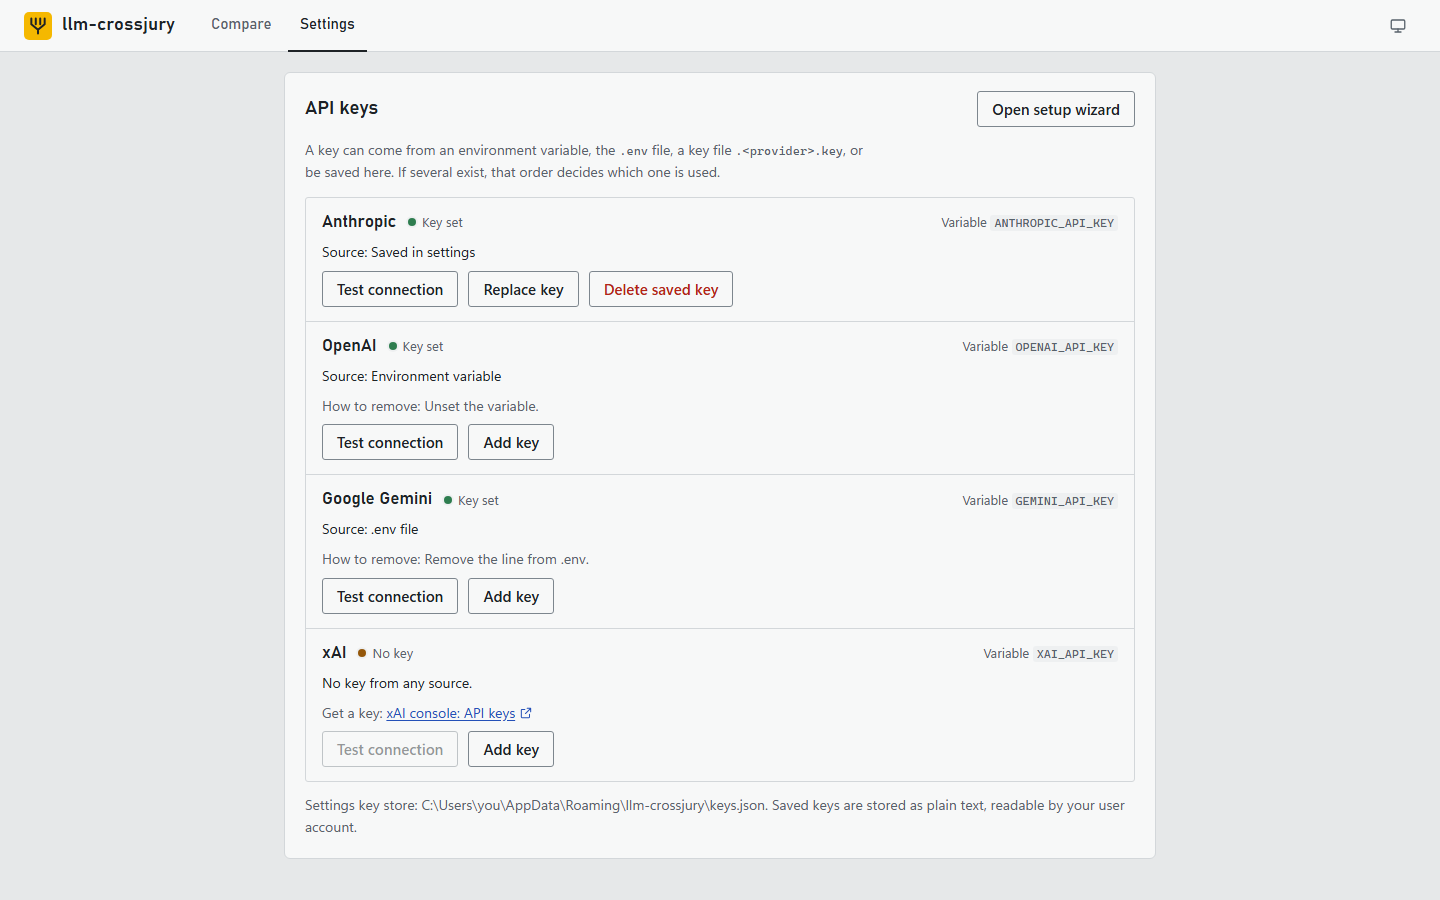 llm-crossjury Compare Settings
API keys
Open setup wizard
A key can come from an environment variable, the .env file, a key file .<provider>.key, or
be saved here. If several exist, that order decides which one is used.
Anthropic Key set Variable ANTHROPIC_API_KEY
Source: Saved in settings
Test connection Replace key Delete saved key
OpenAI Key set Variable OPENAI_API_KEY
Source: Environment variable
How to remove: Unset the variable.
Test connection Add key
Google Gemini Key set Variable GEMINI_API_KEY
Source: .env file
How to remove: Remove the line from .env.
Test connection Add key
xAI No key Variable XAI_API_KEY
No key from any source.
Get a key: xAI console: API keys
Test connection Add key
Settings key store: C:\Users\you\AppData\Roaming\llm-crossjury\keys.json. Saved keys are stored as plain text, readable by your user
account.